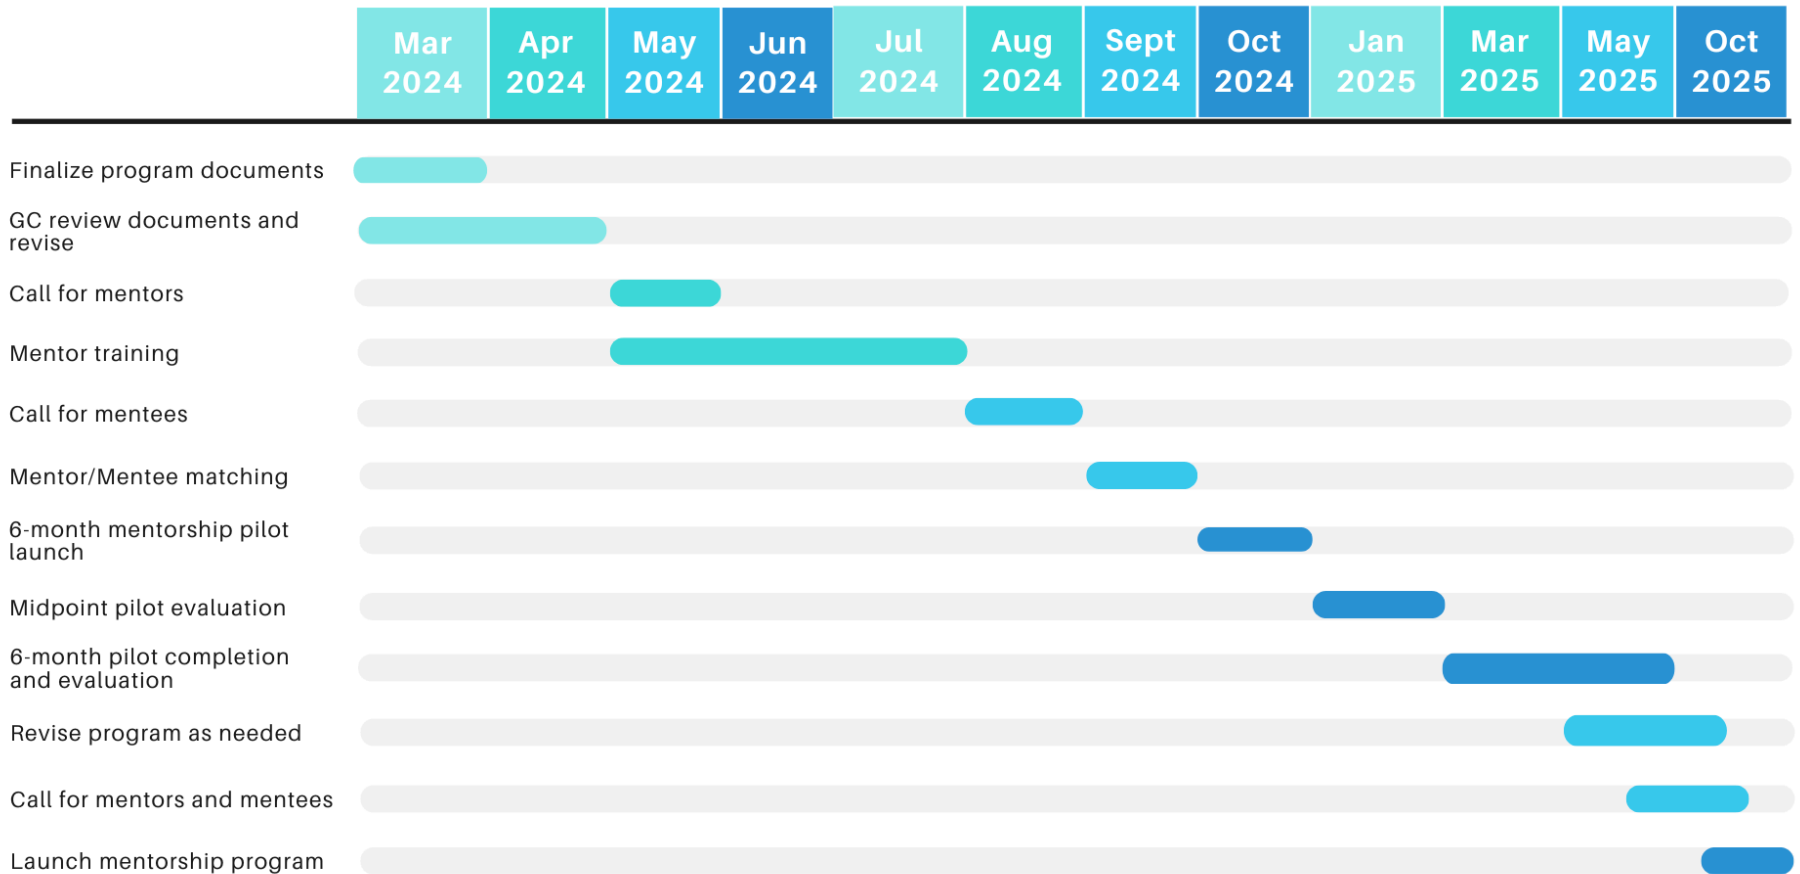 Mar Apr May Jun Jul Aug Sept Oct Jan Mar May Oct
2024 2024 2024 2024 2024 2024 2024 2024 2025 2025 2025 2025
Finalize program documents
GC review documents and
revise
Call for mentors
Mentor training
Call for mentees
Mentor/Mentee matching
6-month mentorship pilot
launch
Midpoint pilot evaluation
6-month pilot completion
and evaluation
Revise program as needed
Call for mentors and mentees
Launch mentorship program